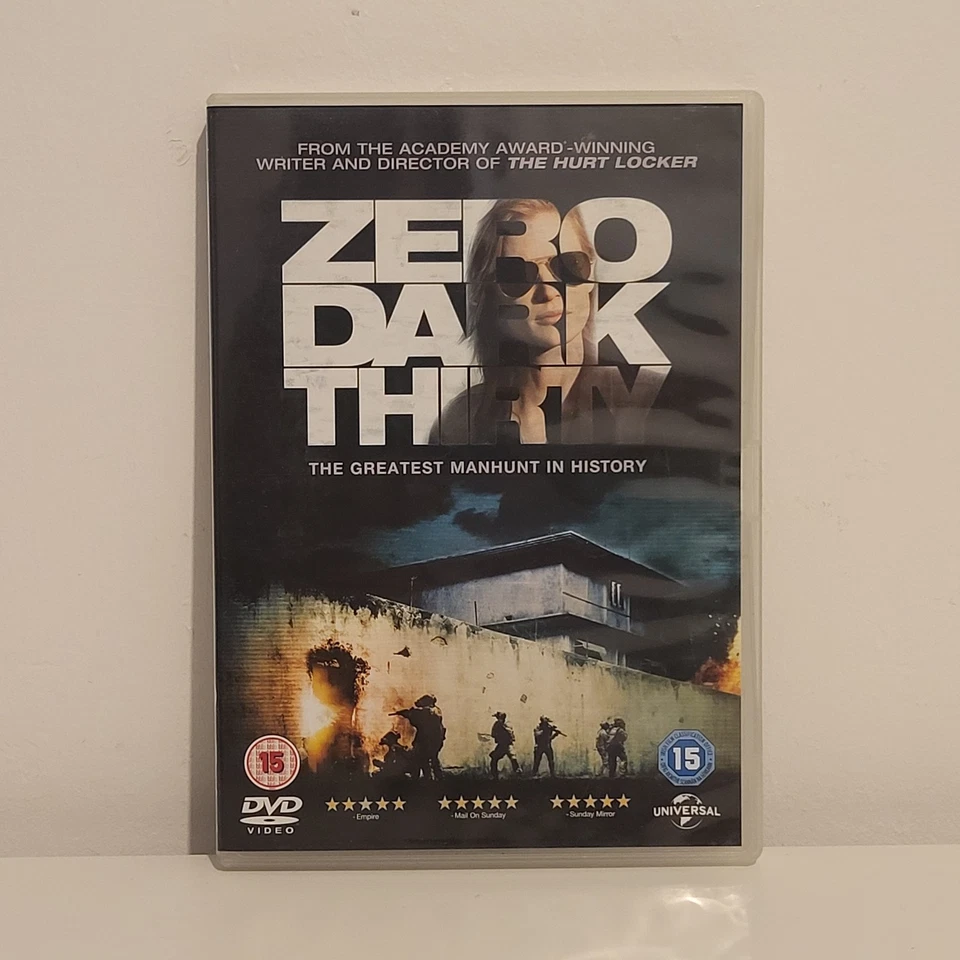 FROM THE ACADEMY AWARD®-WINNING
WRITER AND DIRECTOR OF THE HURT LOCKER
ZERO
DARK
THIRTY
THE GREATEST MANHUNT IN HISTORY
15
15
DVD
VIDEO
★★★★★ ★★★★★ ★★★★★
- Empire - Mail On Sunday - Sunday Mirror
UNIVERSAL